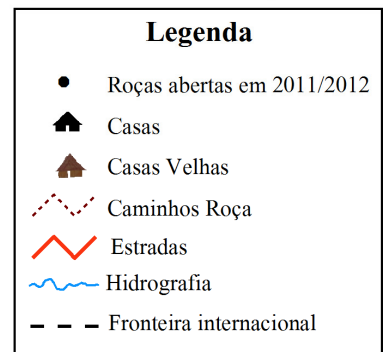 Legenda
Roças abertas em 2011/2012
Casas
Casas Velhas
Caminhos Roça
Estradas
Hidrografia
Fronteira internacional